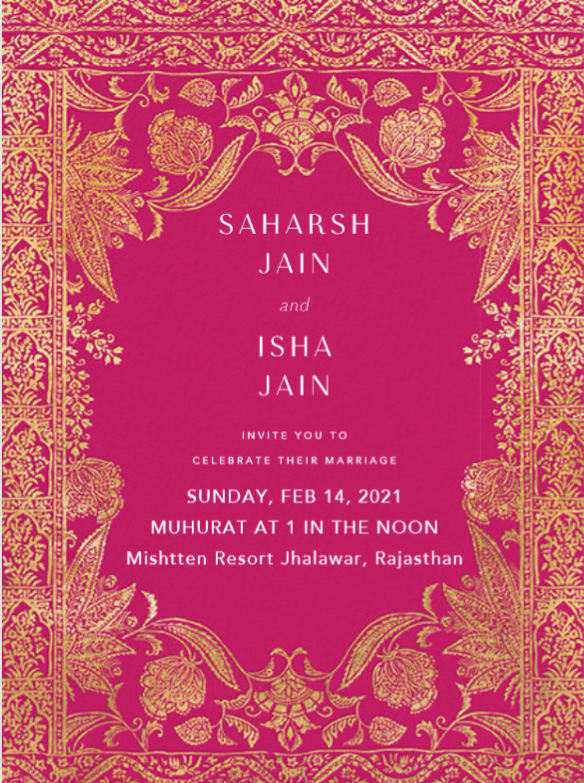 SAHARSH
JAIN
and
ISHA
JAIN
INVITE YOU TO
CELEBRATE THEIR MARRIAGE
SUNDAY, FEB 14, 2021
MUHURAT AT 1 IN THE NOON
Mishtten Resort Jhalawar, Rajasthan